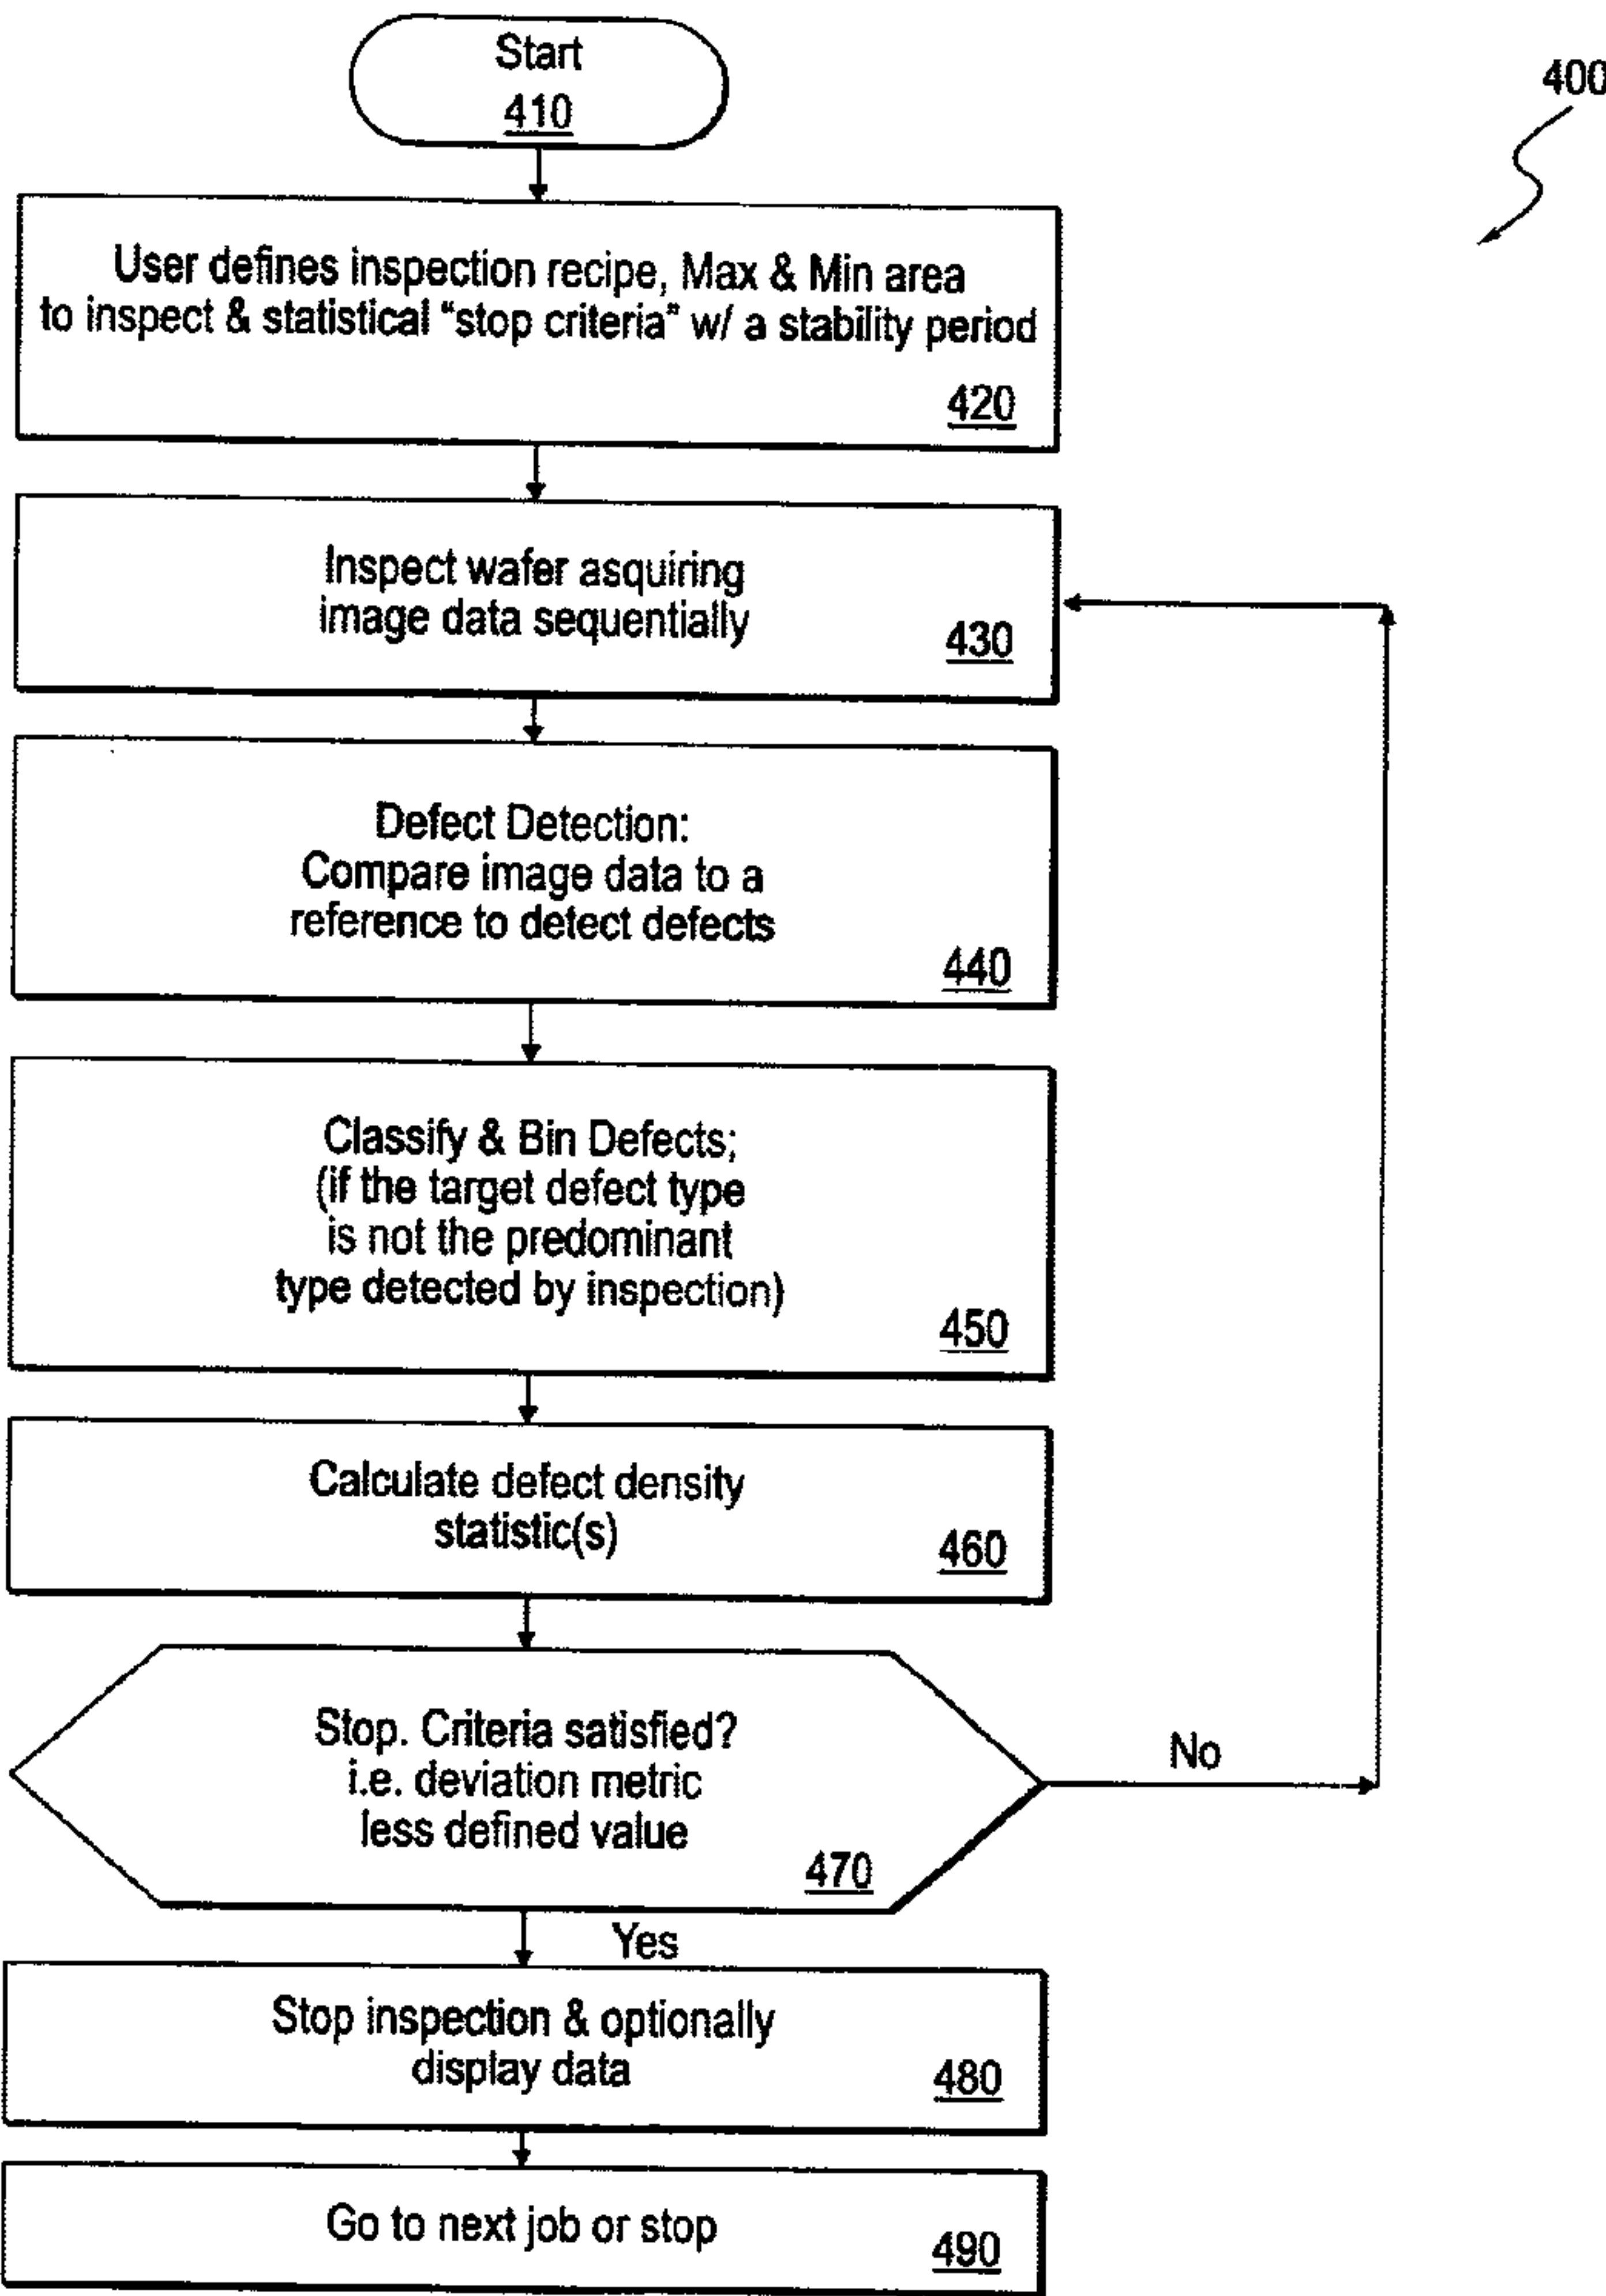 Start
410
400
User defines inspection recipe, Max & Min area
to inspect & statistical “stop criteria” w/ a stability period
420
Inspect wafer asquiring
image data sequentially
430
Defect Detection:
Compare image data to a
reference to detect defects
440
Classify & Bin Defects;
(if the target defect type
is not the predominant
type detected by inspection)
450
Calculate defect density
statistic(s)
460
Stop. Criteria satisfied?
i.e. deviation metric
less defined value
470
No
Yes
Stop inspection & optionally
display data
480
Go to next job or stop
490